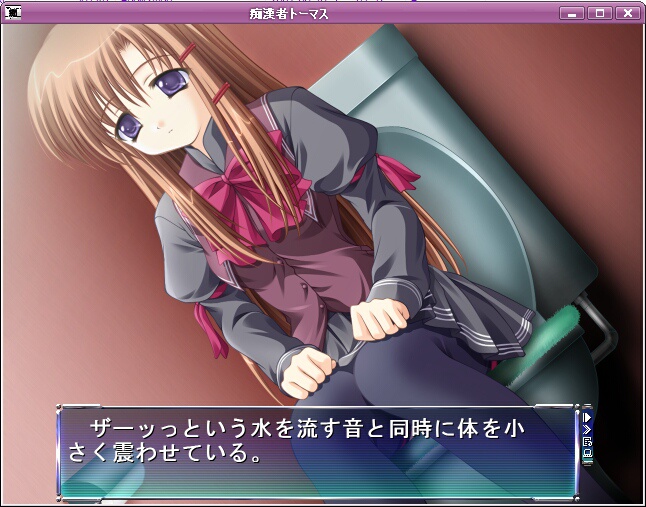 痴漢者トーマス
ザーッっという水を流す音と同時に体を小
さく震わせている。